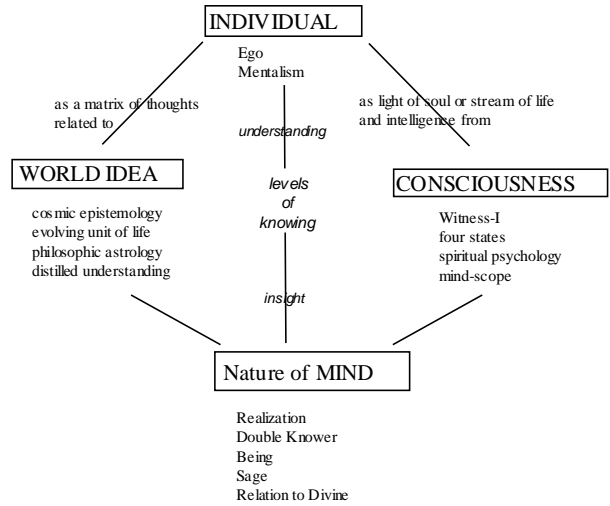 INDIVIDUAL
Ego
Mentalism
as a matrix of thoughts
related to
as light of soul or stream of life
and intelligence from
understanding
WORLD IDEA
levels
of
knowing
CONSCIOUSNESS
cosmic epistemology
evolving unit of life
philosophic astrology
distilled understanding
Witness-I
four states
spiritual psychology
mind-scope
insight
Nature of MIND
Realization
Double Knower
Being
Sage
Relation to Divine